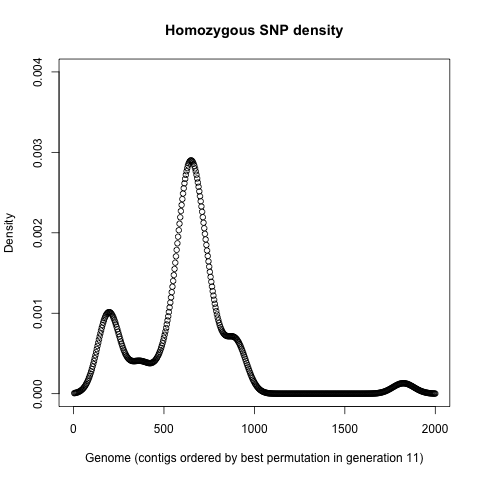 Homozygous SNP density
Density
0.004
0.003
0.002
0.001
0.000
0 500 1000 1500 2000
Genome (contigs ordered by best permutation in generation 11)